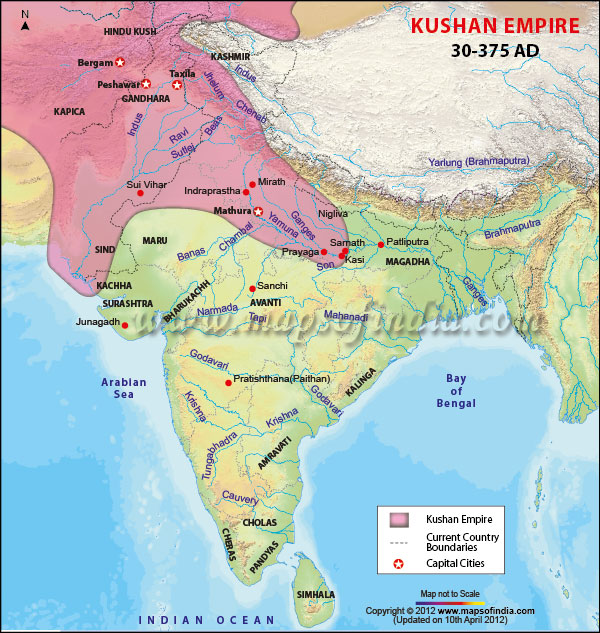 KUSHAN EMPIRE
30-375 AD
N
HINDU KUSH
KASHMIR
Bergam
Taxila
Peshawar
GANDHARA
Indus
Jhelum
Chenab
KAPICA
Indus
Ravi
Beas
Sutlej
Yarlung (Brahmaputra)
Sui Vihar
Mirath
Indraprastha
Mathura
Nigliva
Ganges
Yamuna
Brahmaputra
MARU
SIND
Banas
Chambal
Prayaga
Sarnath
Patliputra
Kasi
Son
MAGADHA
KACHHA
SURASHTRA
BHARUKACHH
Sanchi
AVANTI
Ganges
Narmada
Tapi
Mahanadi
Junagadh
www.mapsofindia.com
Godavari
Pratishthana(Paithan)
Godavari
KALINGA
Arabian
Sea
Bay
of
Bengal
Krishna
Krishna
Tungabhadra
AMRAVATI
Cauvery
CHOLAS
CHERAS
PANDYAS
SIMHALA
INDIAN OCEAN
Kushan Empire
Current Country
Boundaries
Capital Cities
Map not to Scale
Copyright © 2012 www.mapsofindia.com
(Updated on 10th April 2012)